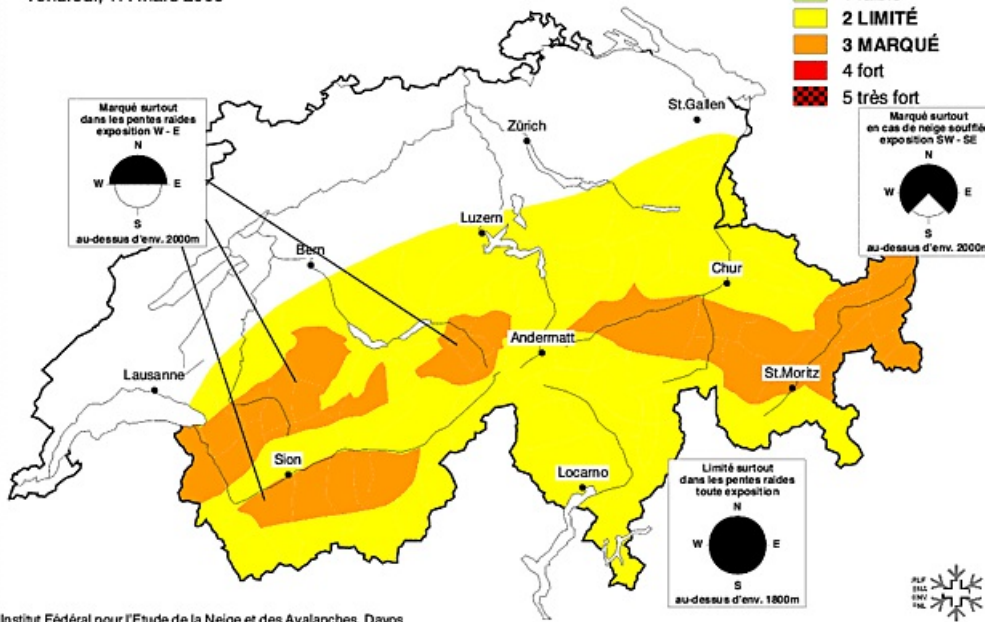 2 LIMITÉ
3 MARQUÉ
4 fort
5 très fort
Marqué surtout
dans les pentes raides
exposition W - E
N
W E
S
au-dessus d'env. 2000m
Marqué surtout
en cas de neige soufflée
exposition SW - SE
N
W E
S
au-dessus d'env. 2000m
St.Gallen
Zürich
Luzern
Bern
Chur
Andermatt
Lausanne
St.Moritz
Sion
Locarno
Limité surtout
dans les pentes raides
toute exposition
N
W E
S
au-dessus d'env. 1800m
Institut Fédéral pour l'Etude de la Neige et des Avalanches, Davos